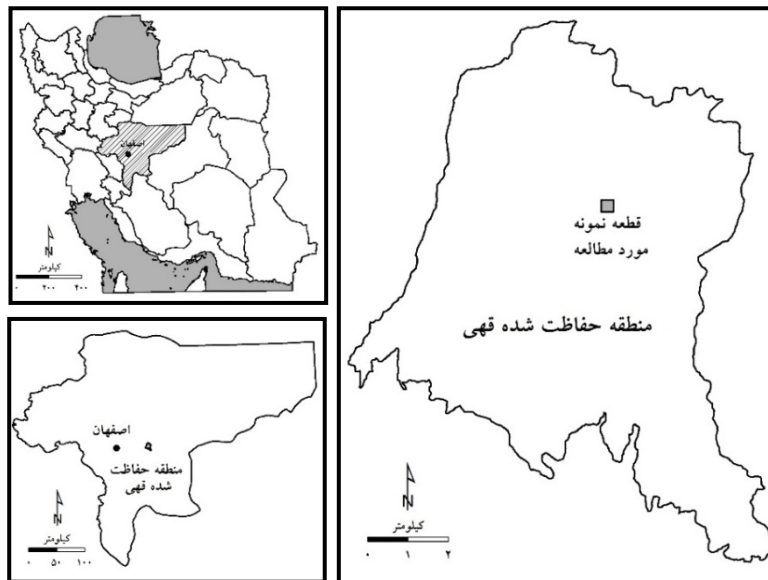 اصفهان
N
کیلومتر
۰ ۲۰۰
اصفهان
منطقه حفاظت
شده قهی
N
کیلومتر
۰ ۵۰ ۱۰۰
قطعه نمونه
مورد مطالعه
منطقه حفاظت شده قهی
N
کیلومتر
۰ ۱ ۲